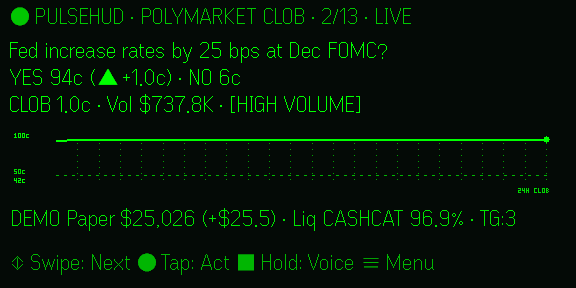 ● PULSEHUD · POLYMARKET CLOB · 2/13 · LIVE
Fed increase rates by 25 bps at Dec FOMC?
YES 94c (▲ +1.0c) · NO 6c
CLOB 1.0c · Vol $737.8K · [HIGH VOLUME]
100c
50c
42c
24H CLOB
DEMO Paper $25,026 (+$25.5) · Liq CASHCAT 96.9% · TG:3
↕ Swipe: Next ● Tap: Act ■ Hold: Voice ≡ Menu